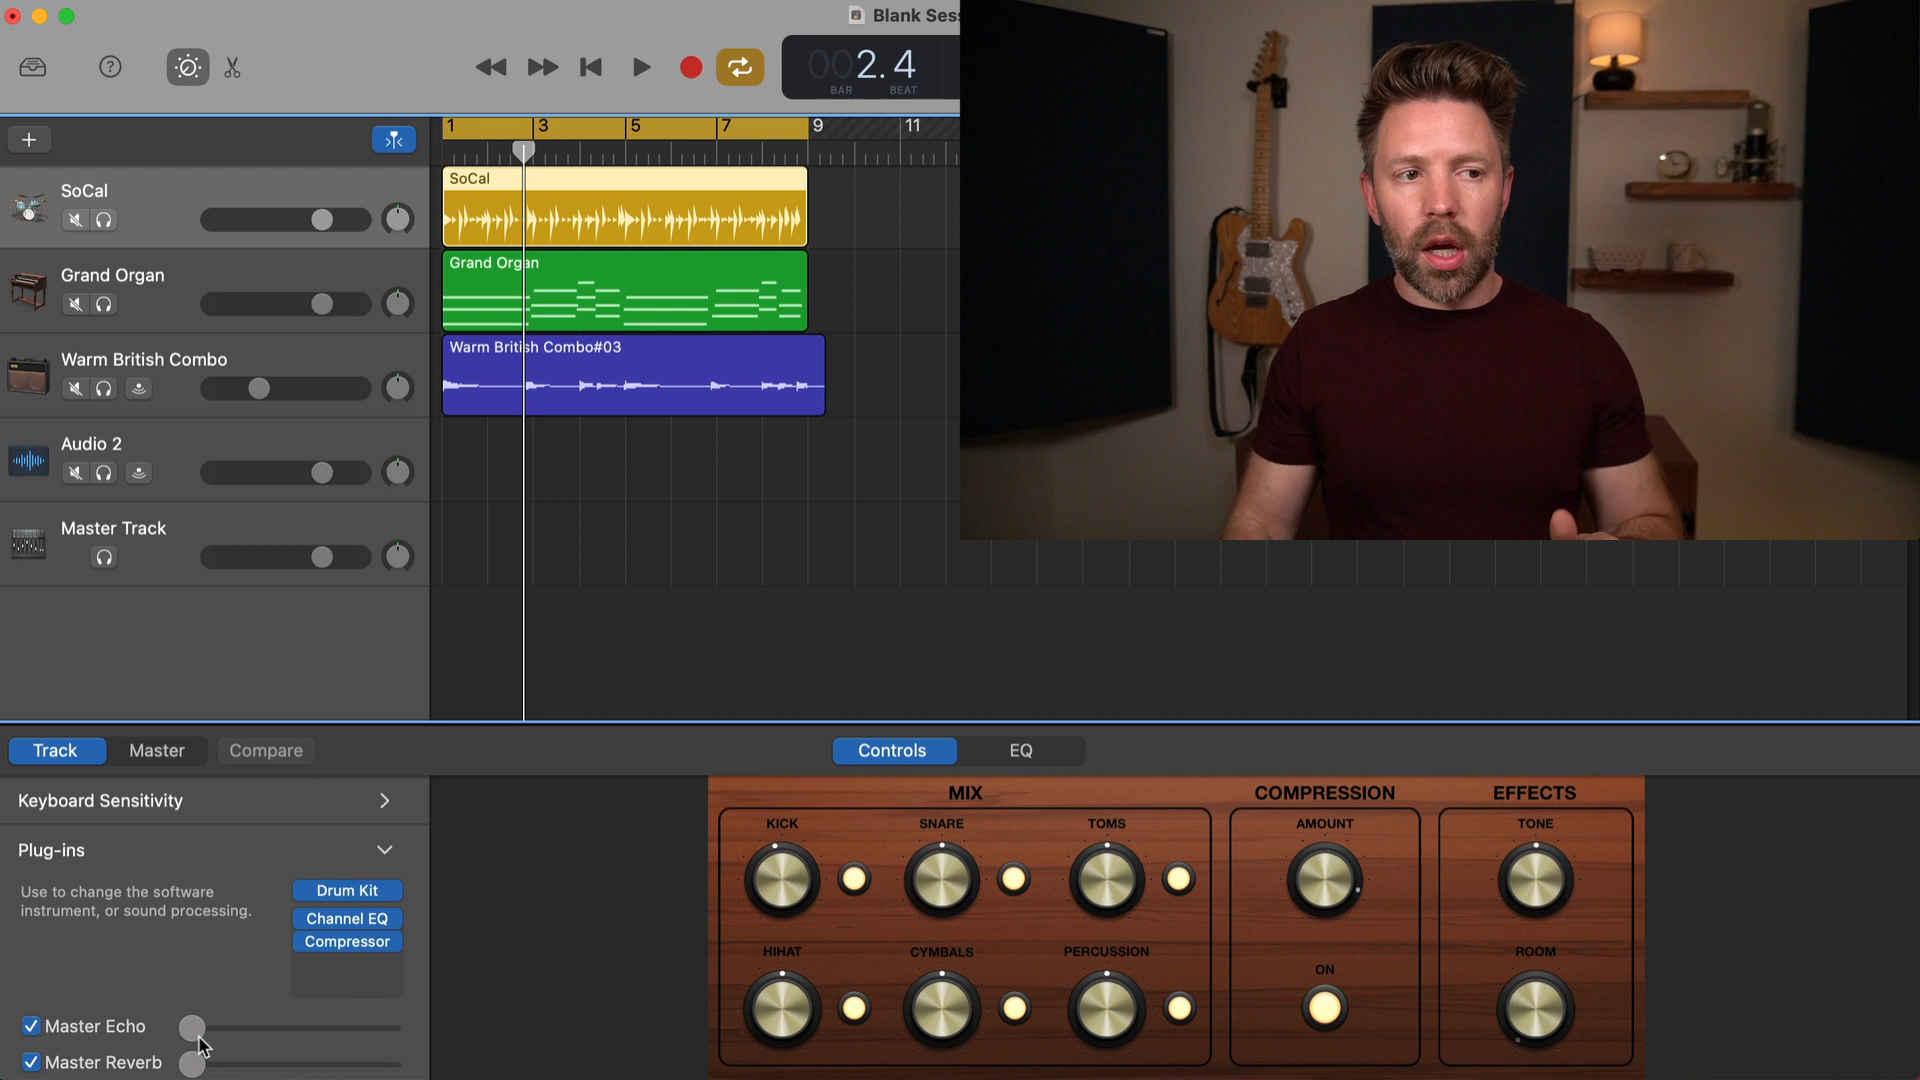 Blank Ses
002.4
BAR BEAT
1 3 5 7 9 11
SoCal
SoCal
Grand Organ
Grand Organ
Warm British Combo
Warm British Combo#03
Audio 2
Master Track
Track Master Compare
Controls EQ
Keyboard Sensitivity
Plug-ins
Use to change the software
instrument, or sound processing.
Drum Kit
Channel EQ
Compressor
Master Echo
Master Reverb
MIX
KICK SNARE TOMS
HIHAT CYMBALS PERCUSSION
COMPRESSION
AMOUNT
ON
EFFECTS
TONE
ROOM